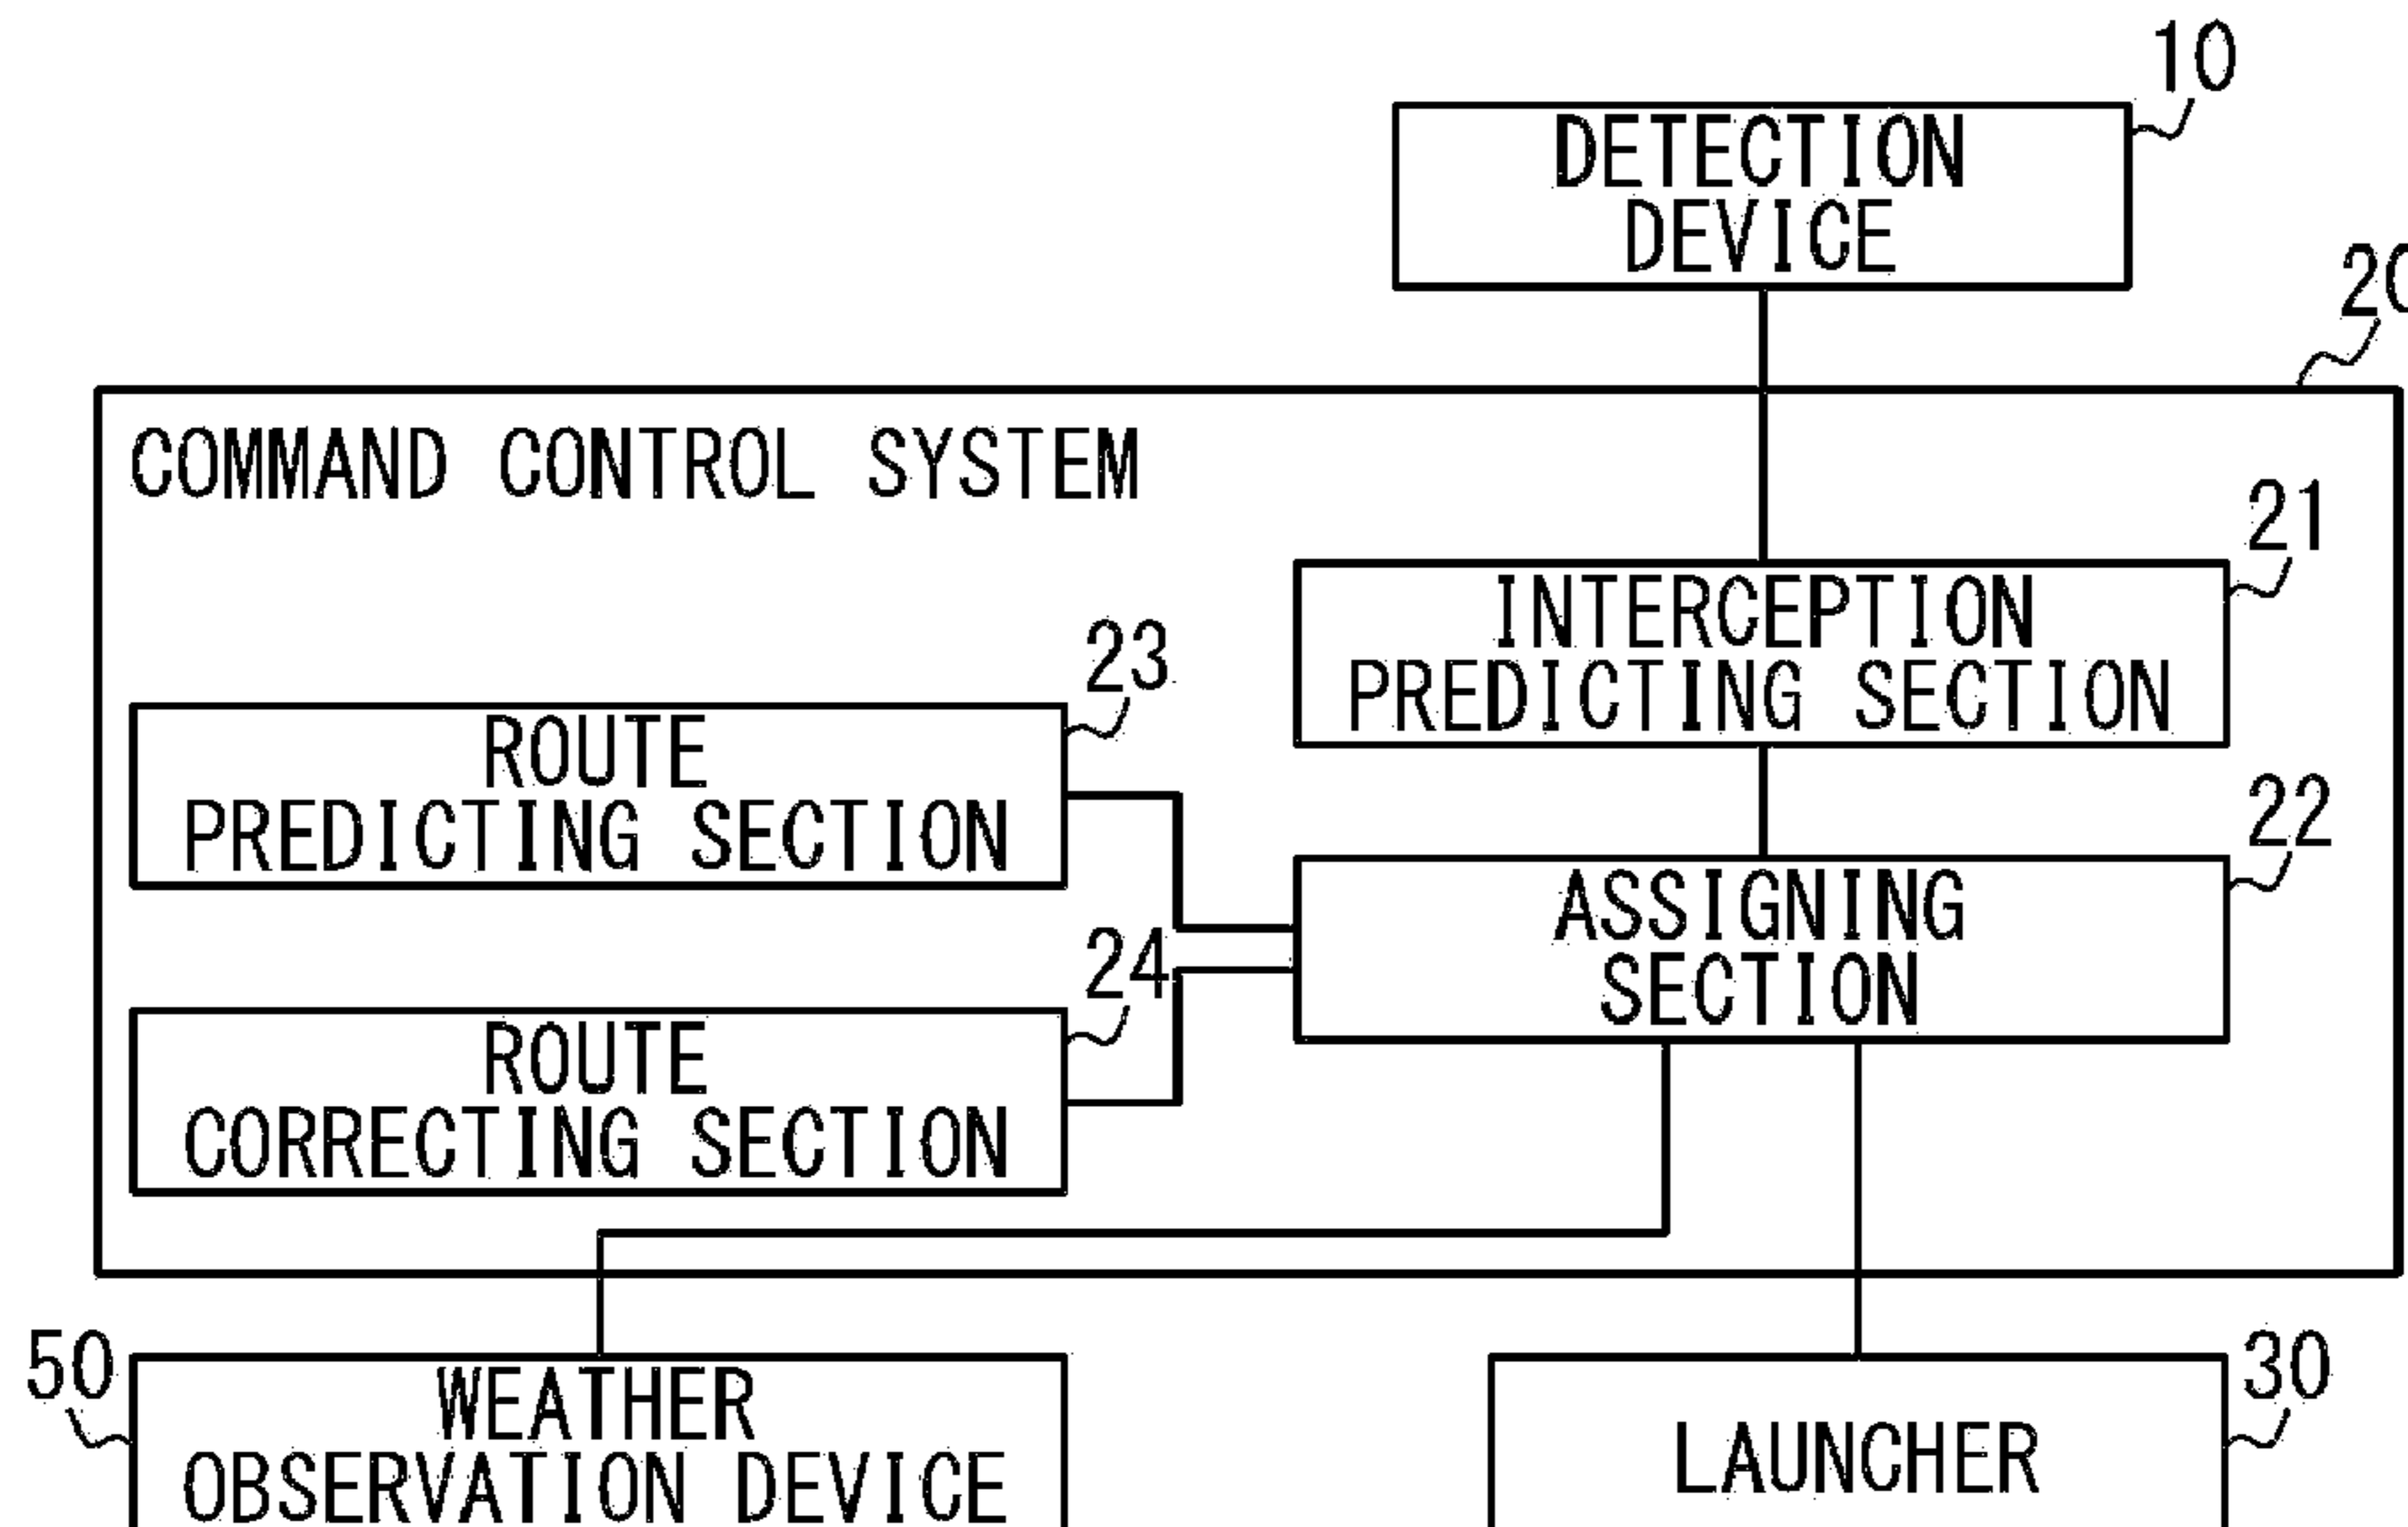 10
DETECTION
DEVICE
20
COMMAND CONTROL SYSTEM
21
INTERCEPTION
PREDICTING SECTION
23
ROUTE
PREDICTING SECTION
22
ASSIGNING
SECTION
24
ROUTE
CORRECTING SECTION
50
WEATHER
OBSERVATION DEVICE
30
LAUNCHER